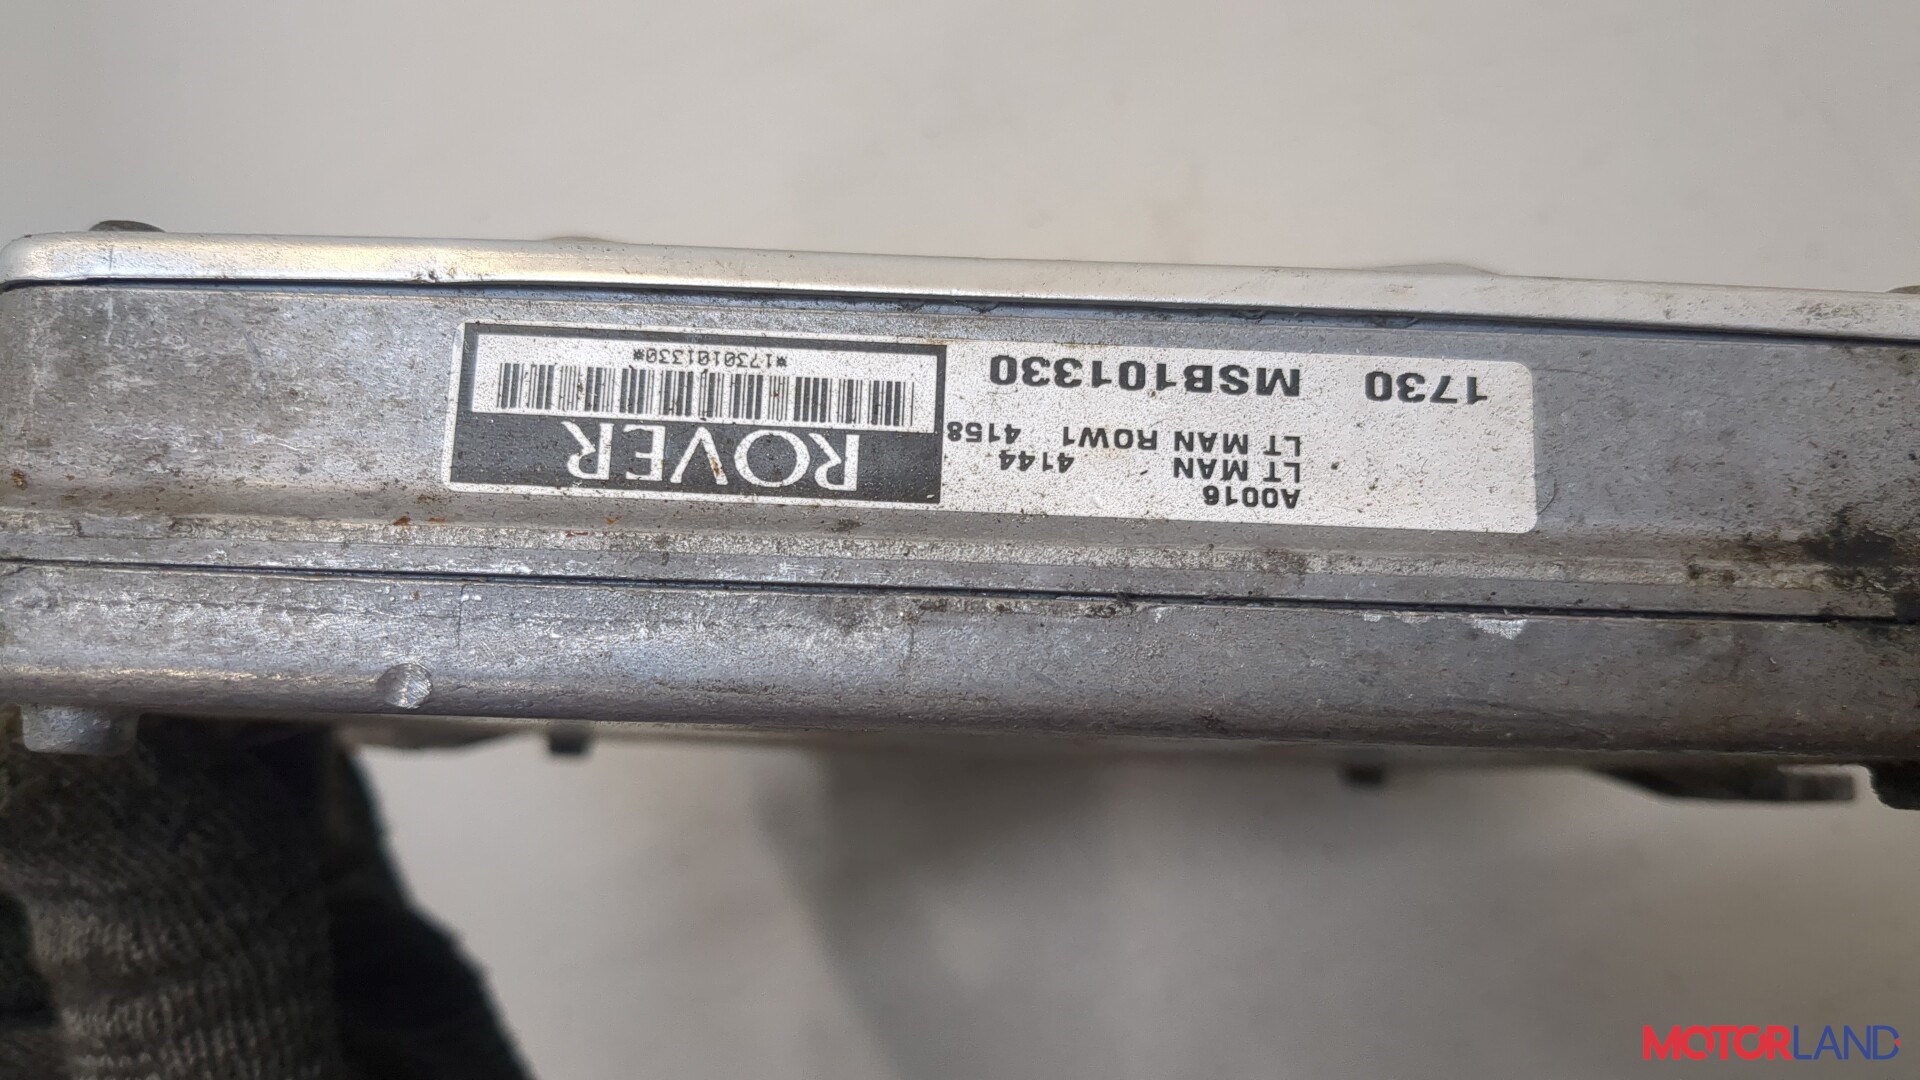 A0016
LT MAN 4144
LT MAN ROW1 4158
1730 MSB101330
ROVER
*1730101330*
MOTORLAND